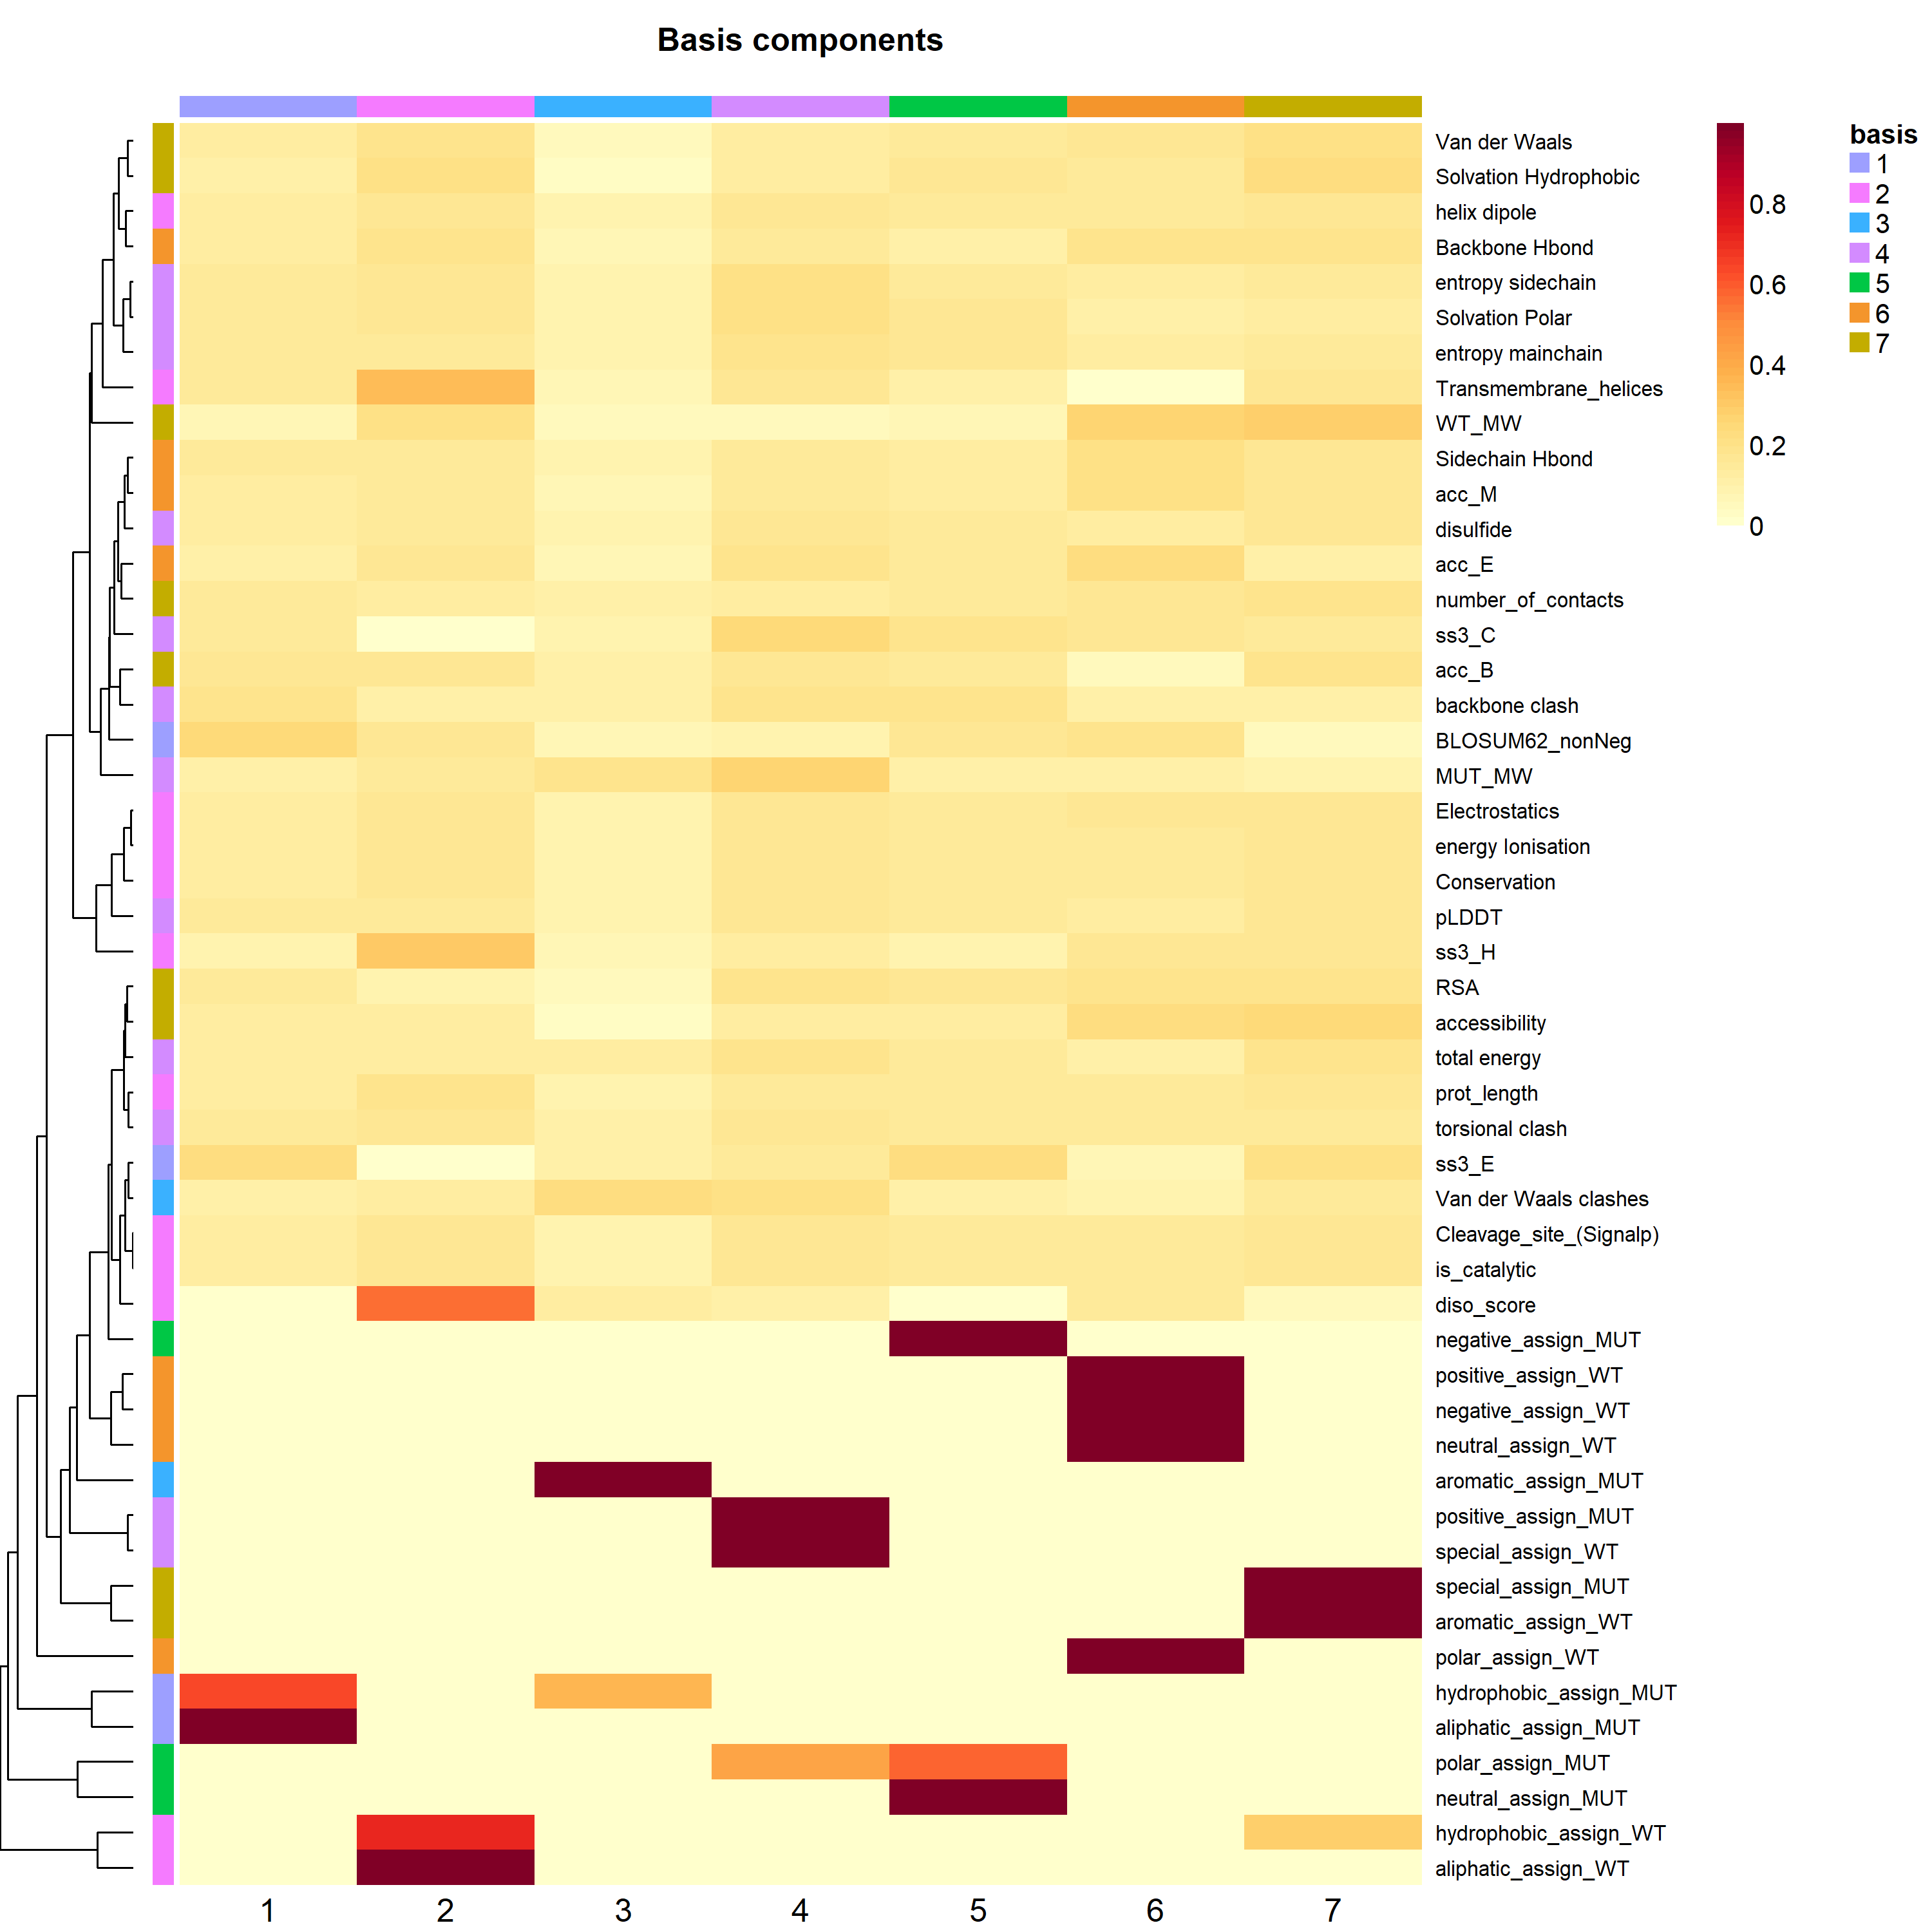 Basis components
Van der Waals
Solvation Hydrophobic
helix dipole
Backbone Hbond
entropy sidechain
Solvation Polar
entropy mainchain
Transmembrane_helices
WT_MW
Sidechain Hbond
acc_M
disulfide
acc_E
number_of_contacts
ss3_C
acc_B
backbone clash
BLOSUM62_nonNeg
MUT_MW
Electrostatics
energy Ionisation
Conservation
pLDDT
ss3_H
RSA
accessibility
total energy
prot_length
torsional clash
ss3_E
Van der Waals clashes
Cleavage_site_(Signalp)
is_catalytic
diso_score
negative_assign_MUT
positive_assign_WT
negative_assign_WT
neutral_assign_WT
aromatic_assign_MUT
positive_assign_MUT
special_assign_WT
special_assign_MUT
aromatic_assign_WT
polar_assign_WT
hydrophobic_assign_MUT
aliphatic_assign_MUT
polar_assign_MUT
neutral_assign_MUT
hydrophobic_assign_WT
aliphatic_assign_WT
1 2 3 4 5 6 7
0.8
0.6
0.4
0.2
0
basis
1
2
3
4
5
6
7